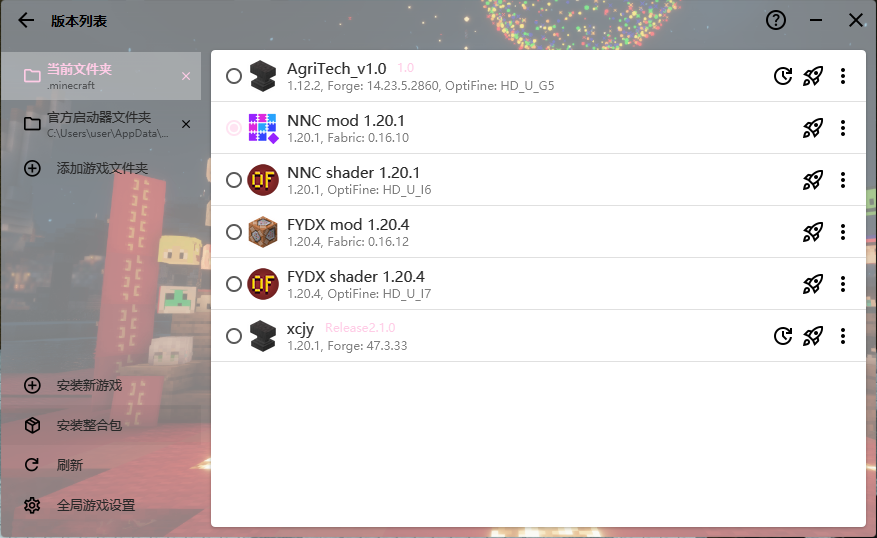 版本列表
当前文件夹
.minecraft
官方启动器文件夹
C:\Users\user\AppData\...
添加游戏文件夹
安装新游戏
安装整合包
刷新
全局游戏设置
AgriTech_v1.0 1.0
1.12.2, Forge: 14.23.5.2860, OptiFine: HD_U_G5
NNC mod 1.20.1
1.20.1, Fabric: 0.16.10
NNC shader 1.20.1
1.20.1, OptiFine: HD_U_I6
FYDX mod 1.20.4
1.20.4, Fabric: 0.16.12
FYDX shader 1.20.4
1.20.4, OptiFine: HD_U_I7
xcjy Release2.1.0
1.20.1, Forge: 47.3.33